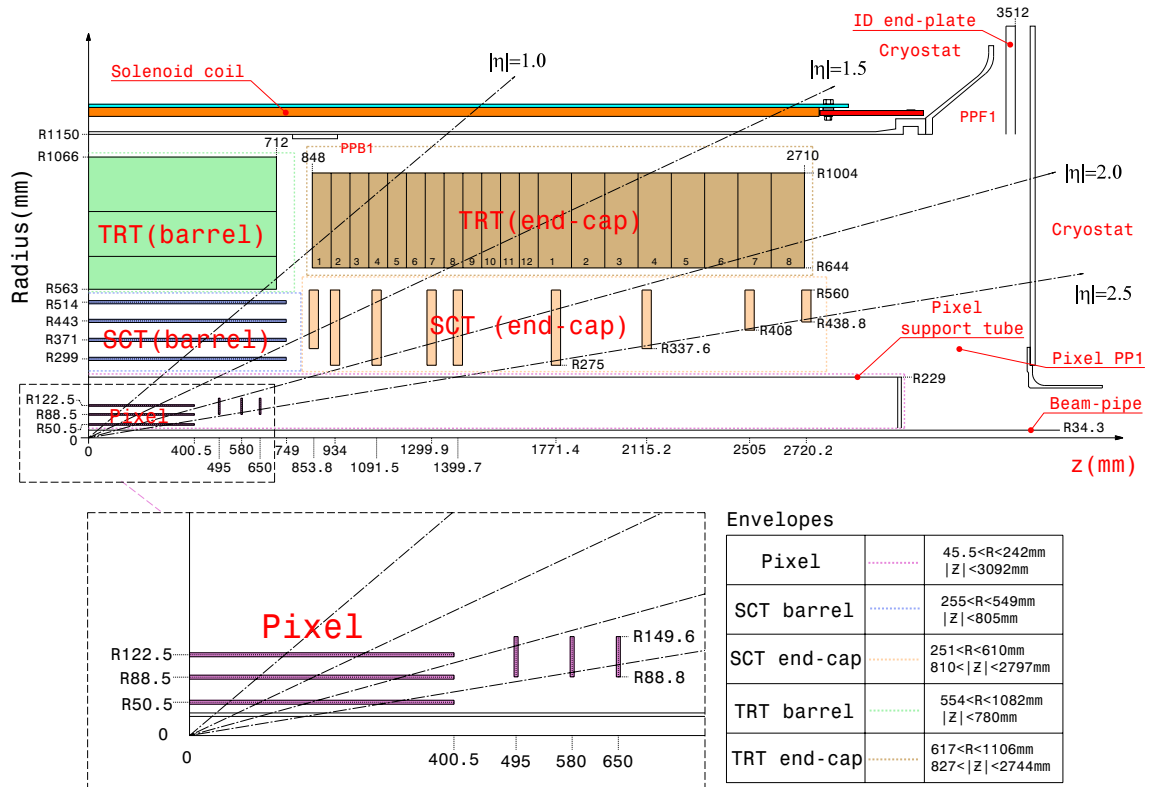 3512
ID end-plate
Cryostat
|η|=1.0
|η|=1.5
Solenoid coil
PPF1
R1150
712
PPB1
848
2710
R1066
R1004
|η|=2.0
TRT(barrel)
TRT(end-cap)
Cryostat
1 2 3 4 5 6 7 8 9 10 11 12 1 2 3 4 5 6 7 8
R644
Radius(mm)
R563
R560
|η|=2.5
R514
R443
R438.8
R408
SCT(barrel)
SCT (end-cap)
Pixel
support tube
R371
R337.6
R299
R275
Pixel PP1
R229
R122.5
R88.5
Pixel
Beam-pipe
R50.5
R34.3
0
0
400.5 580 749 934 1299.9 1771.4 2115.2 2505 2720.2
495 650 853.8 1091.5 1399.7
z(mm)
Pixel
R149.6
R122.5
R88.5
R88.8
R50.5
0
0
400.5 495 580 650
Envelopes
Pixel
45.5<R<242mm
|Z|<3092mm
SCT barrel
255<R<549mm
|Z|<805mm
SCT end-cap
251<R<610mm
810<|Z|<2797mm
TRT barrel
554<R<1082mm
|Z|<780mm
TRT end-cap
617<R<1106mm
827<|Z|<2744mm